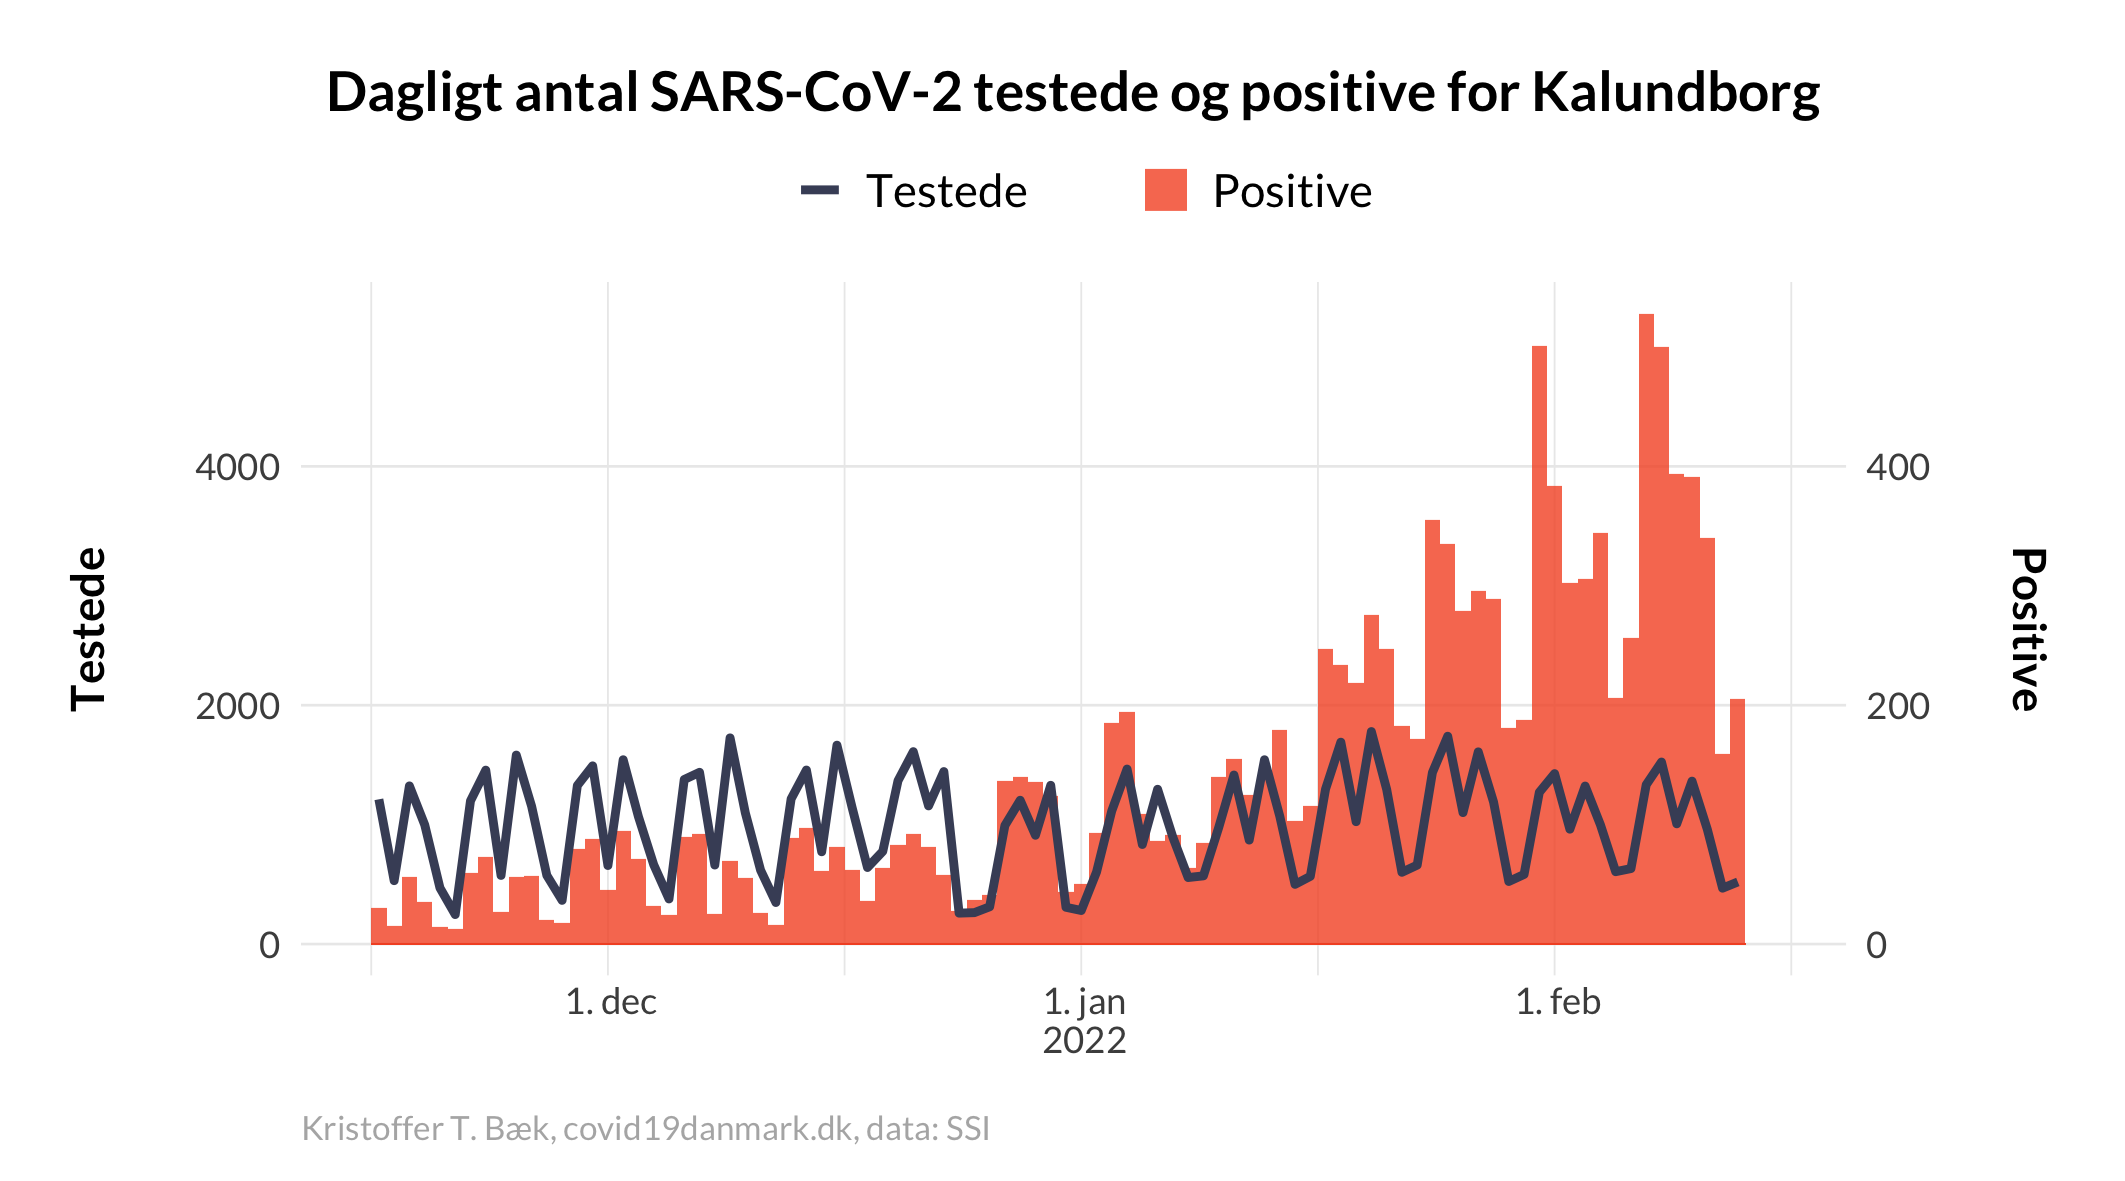 Dagligt antal SARS-CoV-2 testede og positive for Kalundborg
Testede
Positive
4000
2000
0
Testede
400
200
0
Positive
1. dec
1. jan
2022
1. feb
Kristoffer T. Bæk, covid19danmark.dk, data: SSI